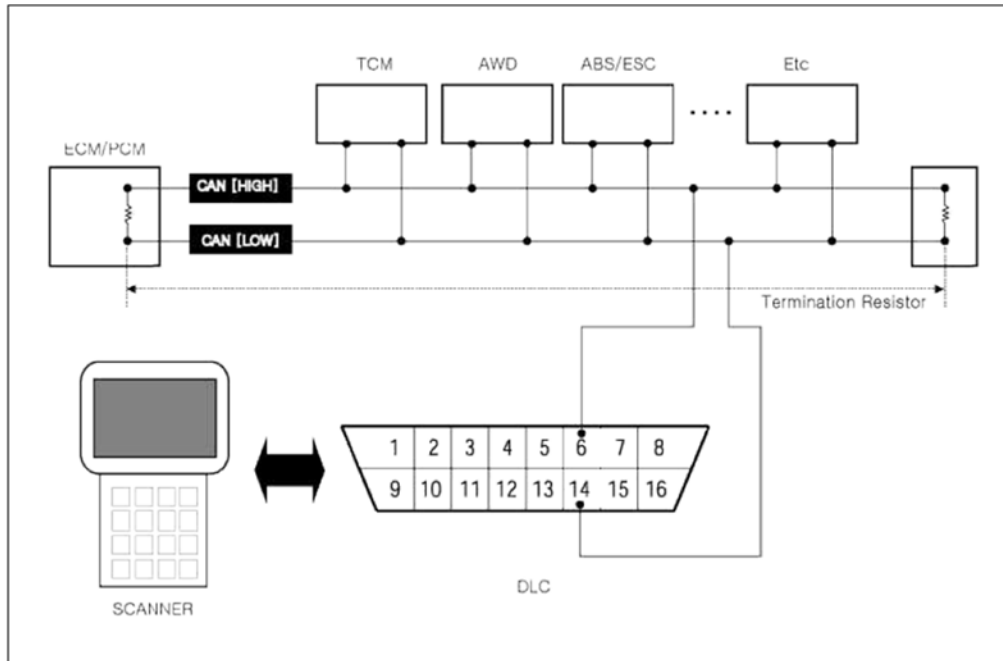 TCM
AWD
ABS/ESC
Etc
ECM/PCM
CAN [HIGH]
CAN [LOW]
Termination Resistor
1 2 3 4 5 6 7 8
9 10 11 12 13 14 15 16
DLC
SCANNER